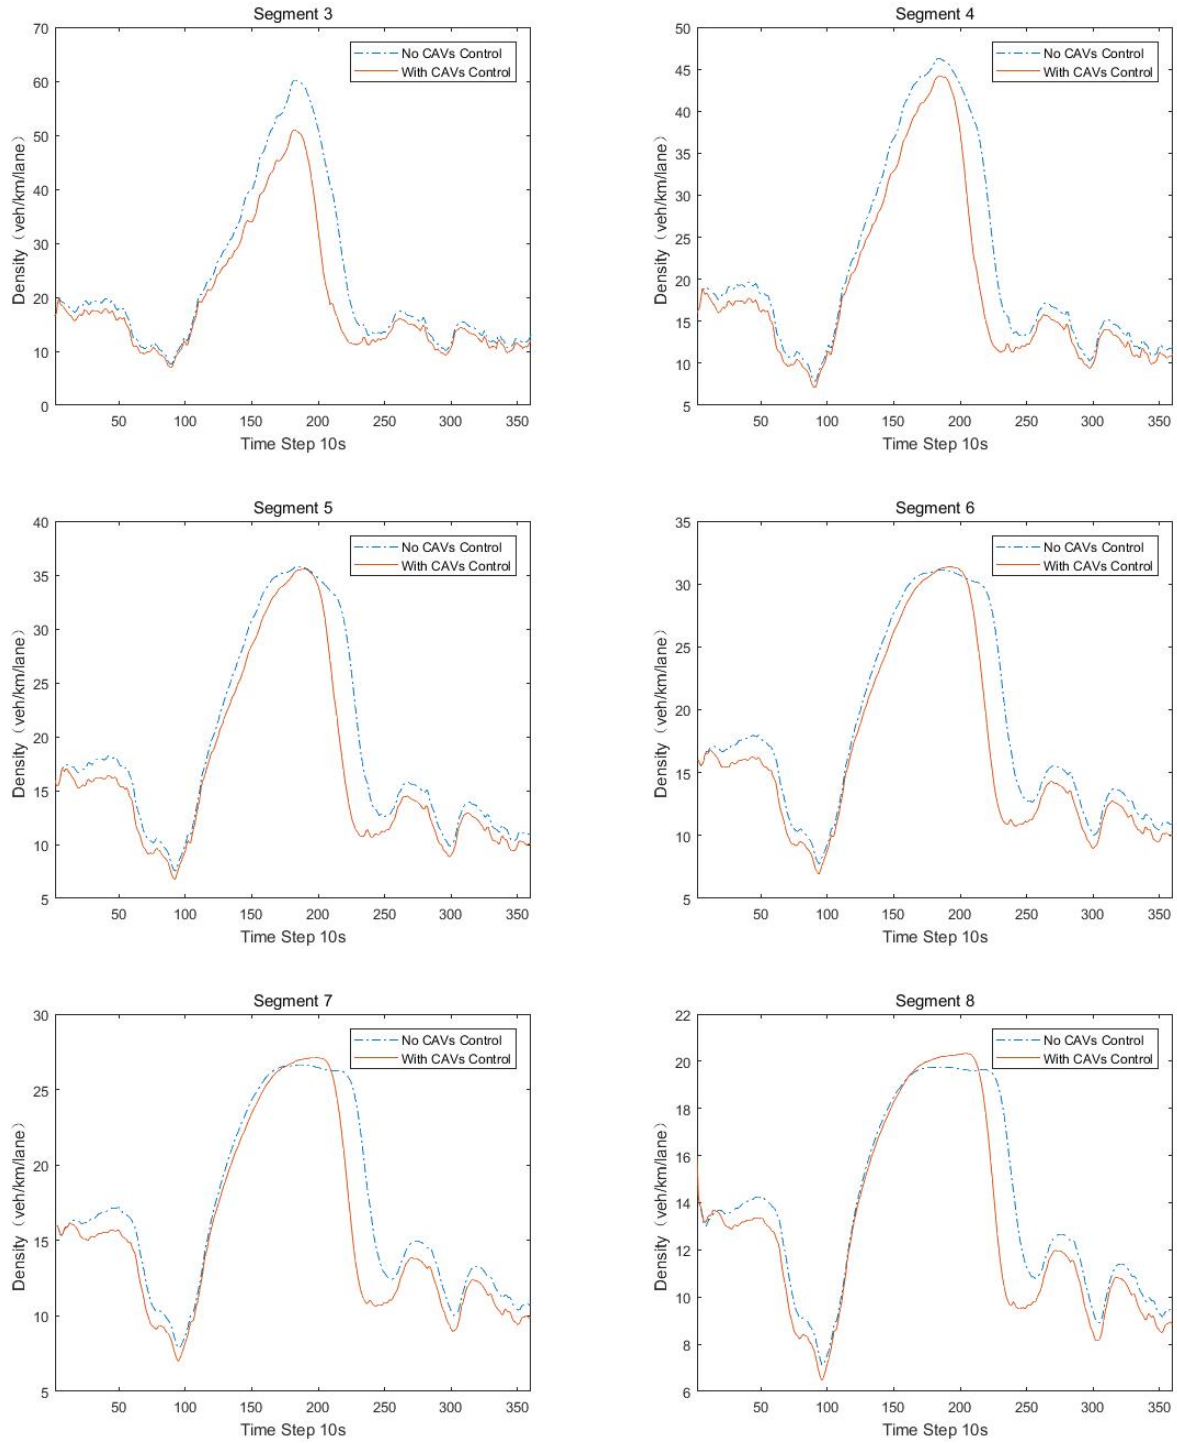 Segment 3
70
60
50
40
30
20
10
0
Density（veh/km/lane）
No CAVs Control
With CAVs Control
50 100 150 200 250 300 350
Time Step 10s
Segment 4
50
45
40
35
30
25
20
15
10
5
Density（veh/km/lane）
No CAVs Control
With CAVs Control
50 100 150 200 250 300 350
Time Step 10s
Segment 5
40
35
30
25
20
15
10
5
Density（veh/km/lane）
No CAVs Control
With CAVs Control
50 100 150 200 250 300 350
Time Step 10s
Segment 6
35
30
25
20
15
10
5
Density（veh/km/lane）
No CAVs Control
With CAVs Control
50 100 150 200 250 300 350
Time Step 10s
Segment 7
30
25
20
15
10
5
Density（veh/km/lane）
No CAVs Control
With CAVs Control
50 100 150 200 250 300 350
Time Step 10s
Segment 8
22
20
18
16
14
12
10
8
6
Density（veh/km/lane）
No CAVs Control
With CAVs Control
50 100 150 200 250 300 350
Time Step 10s